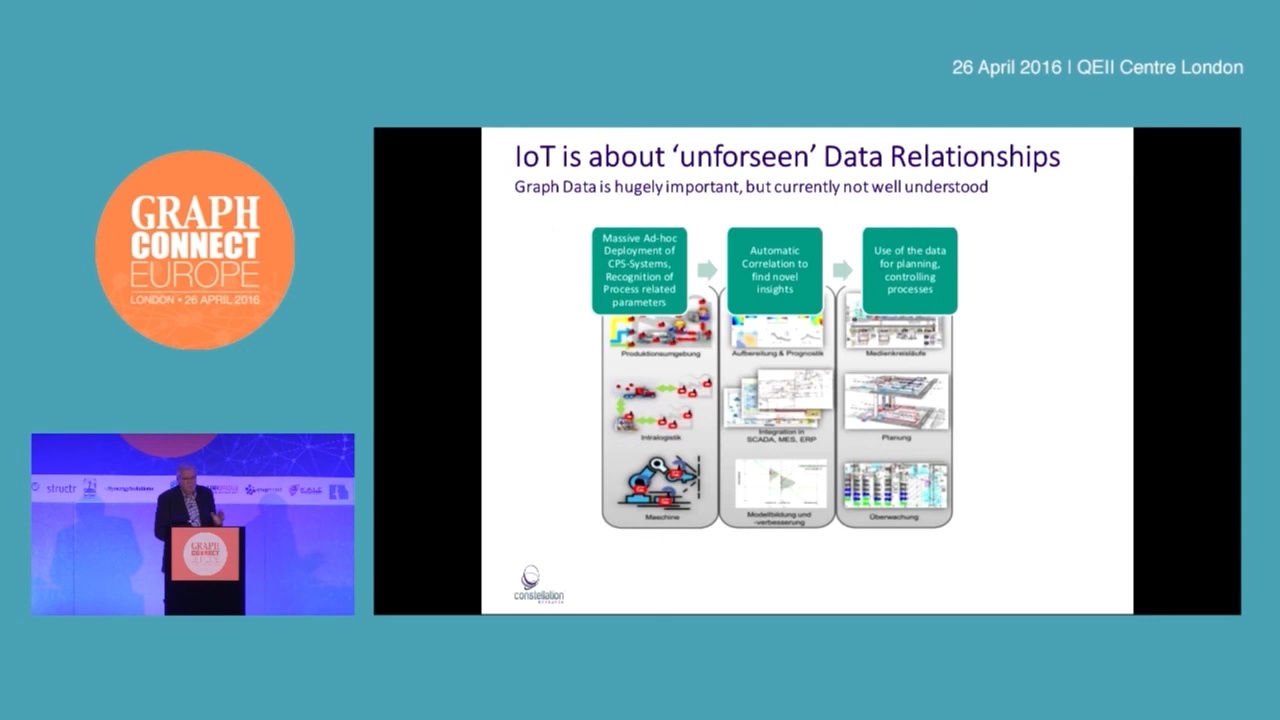 26 April 2016 | QEII Centre London
GRAPH
CONNECT
EUROPE
LONDON • 26 APRIL 2016
IoT is about ‘unforseen’ Data Relationships
Graph Data is hugely important, but currently not well understood
Massive Ad-hoc
Deployment of
CPS-Systems,
Recognition of
Process related
parameters
Automatic
Correlation to
find novel
insights
Use of the data
for planning,
controlling
processes
Produktionsumgebung
Aufbereitung & Prognostik
Medienkreisläufe
Intralogistik
Integration in
SCADA, MES, ERP
Planung
Maschine
Modellbildung und
-verbesserung
Überwachung
constellation
structr
GRAPH
CONNECT